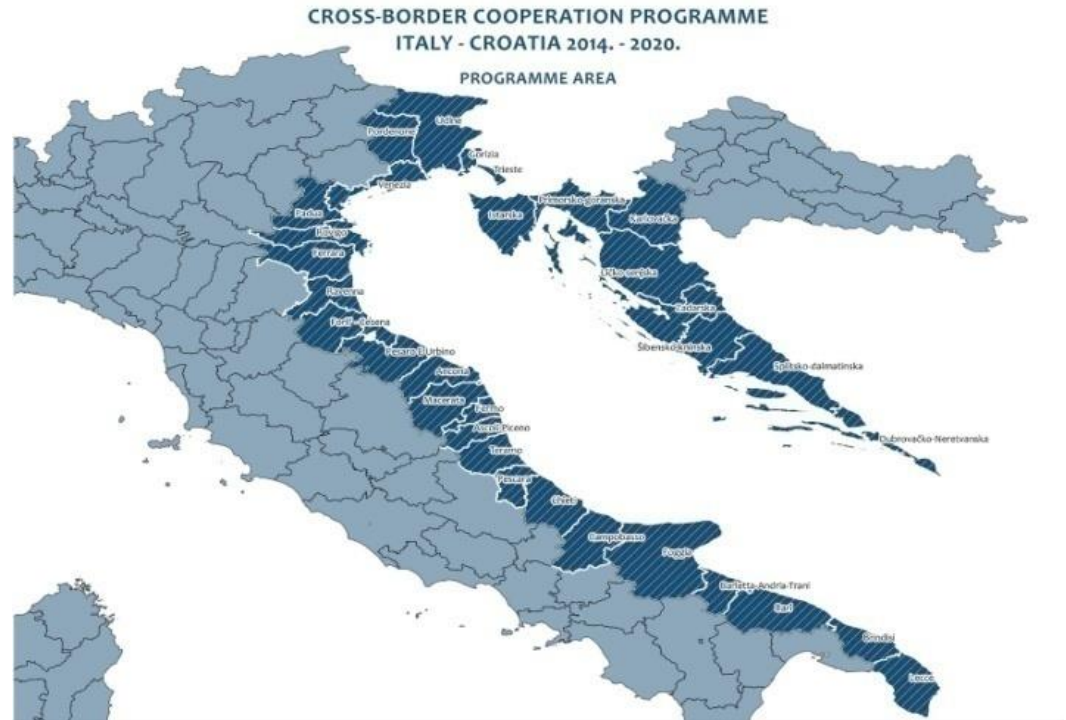 CROSS-BORDER COOPERATION PROGRAMME
ITALY - CROATIA 2014. - 2020.
PROGRAMME AREA
Pordenone
Udine
Gorizia
Trieste
Venezia
Padua
Rovigo
Ferrara
Ravenna
Forlì - Cesena
Pesaro E Urbino
Ancona
Macerata
Fermo
Ascoli Piceno
Teramo
Pescara
Chieti
Campobasso
Foggia
Barletta-Andria-Trani
Bari
Brindisi
Lecce
Istarska
Primorsko-goranska
Karlovačka
Ličko-senjska
Zadarska
Šibensko-kninska
Splitsko-dalmatinska
Dubrovačko-Neretvanska